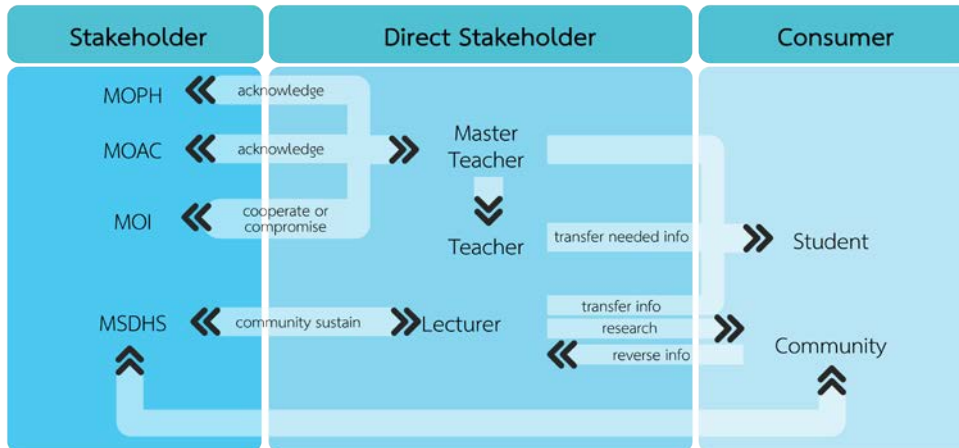 Stakeholder
Direct Stakeholder
Consumer
MOPH
acknowledge
MOAC
acknowledge
Master
Teacher
MOI
cooperate or
compromise
Teacher
transfer needed info
Student
MSDHS
community sustain
Lecturer
transfer info
research
reverse info
Community